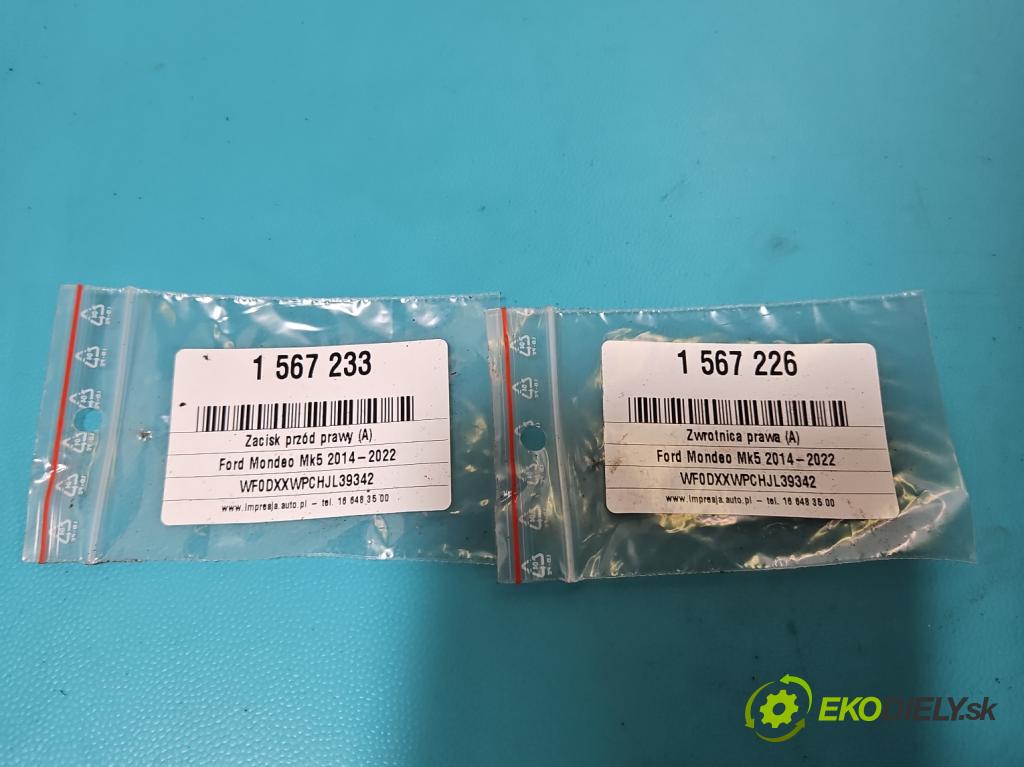 1 567 233
Zacisk przód prawy (A)
Ford Mondeo Mk5 2014-2022
WF0DXXWPCHJL39342
www.impresja.auto.pl - tel. 16 648 35 00
1 567 226
Zwrotnica prawa (A)
Ford Mondeo Mk5 2014-2022
WF0DXXWPCHJL39342
www.impresja.auto.pl - tel. 16 648 35 00
EKODIELY.sk